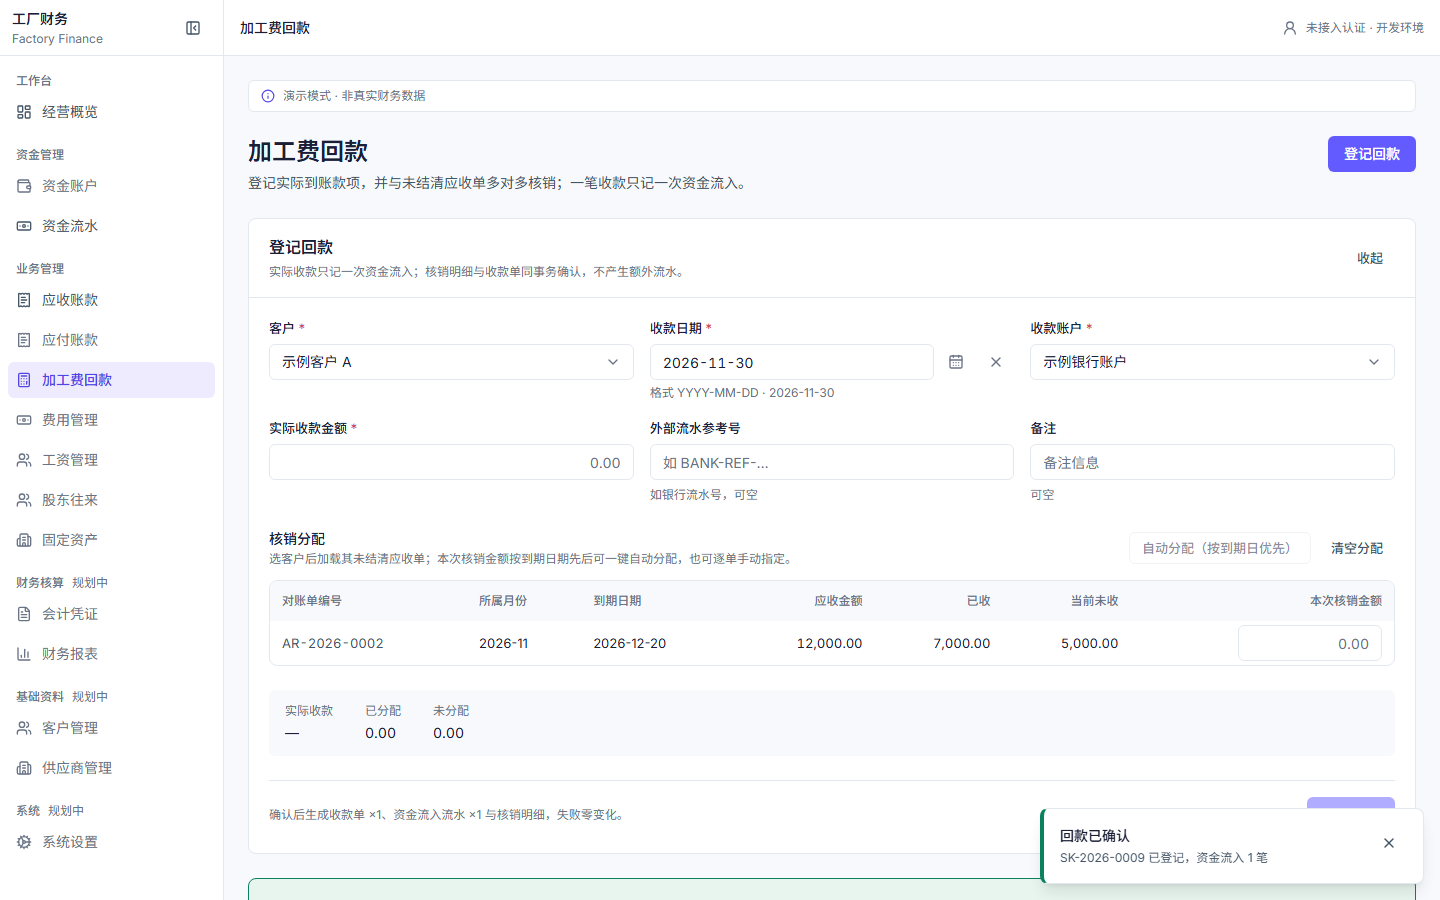 工厂财务
Factory Finance
加工费回款
未接入认证 · 开发环境
工作台
经营概览
资金管理
资金账户
资金流水
业务管理
应收账款
应付账款
加工费回款
费用管理
工资管理
股东往来
固定资产
财务核算 规划中
会计凭证
财务报表
基础资料 规划中
客户管理
供应商管理
系统 规划中
系统设置
演示模式 · 非真实财务数据
加工费回款
登记实际到账款项，并与未结清应收单多对多核销；一笔收款只记一次资金流入。
登记回款
登记回款
实际收款只记一次资金流入；核销明细与收款单同事务确认，不产生额外流水。
收起
客户 *
示例客户 A
收款日期 *
2026-11-30
格式 YYYY-MM-DD · 2026-11-30
收款账户 *
示例银行账户
实际收款金额 *
0.00
外部流水参考号
如 BANK-REF-...
如银行流水号，可空
备注
备注信息
可空
核销分配
选客户后加载其未结清应收单；本次核销金额按到期日期先后可一键自动分配，也可逐单手动指定。
自动分配（按到期日优先）
清空分配
对账单编号 所属月份 到期日期 应收金额 已收 当前未收 本次核销金额
AR-2026-0002 2026-11 2026-12-20 12,000.00 7,000.00 5,000.00 0.00
实际收款 已分配 未分配
— 0.00 0.00
确认后生成收款单 ×1、资金流入流水 ×1 与核销明细，失败零变化。
回款已确认
SK-2026-0009 已登记，资金流入 1 笔